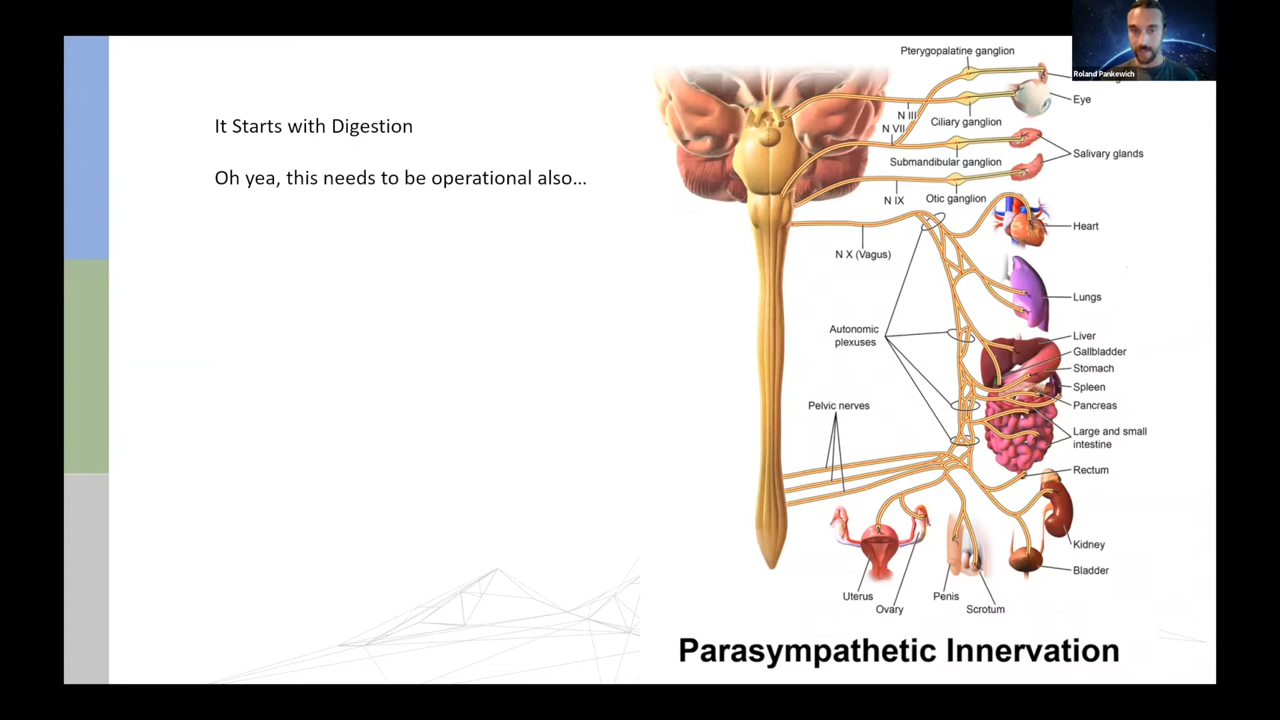 It Starts with Digestion
Oh yea, this needs to be operational also...
Roland Pankewich
Pterygopalatine ganglion
Eye
N III
Ciliary ganglion
N VII
Salivary glands
Submandibular ganglion
N IX
Otic ganglion
Heart
N X (Vagus)
Lungs
Autonomic
plexuses
Liver
Gallbladder
Stomach
Spleen
Pancreas
Pelvic nerves
Large and small
intestine
Rectum
Kidney
Bladder
Uterus
Ovary
Penis
Scrotum
Parasympathetic Innervation